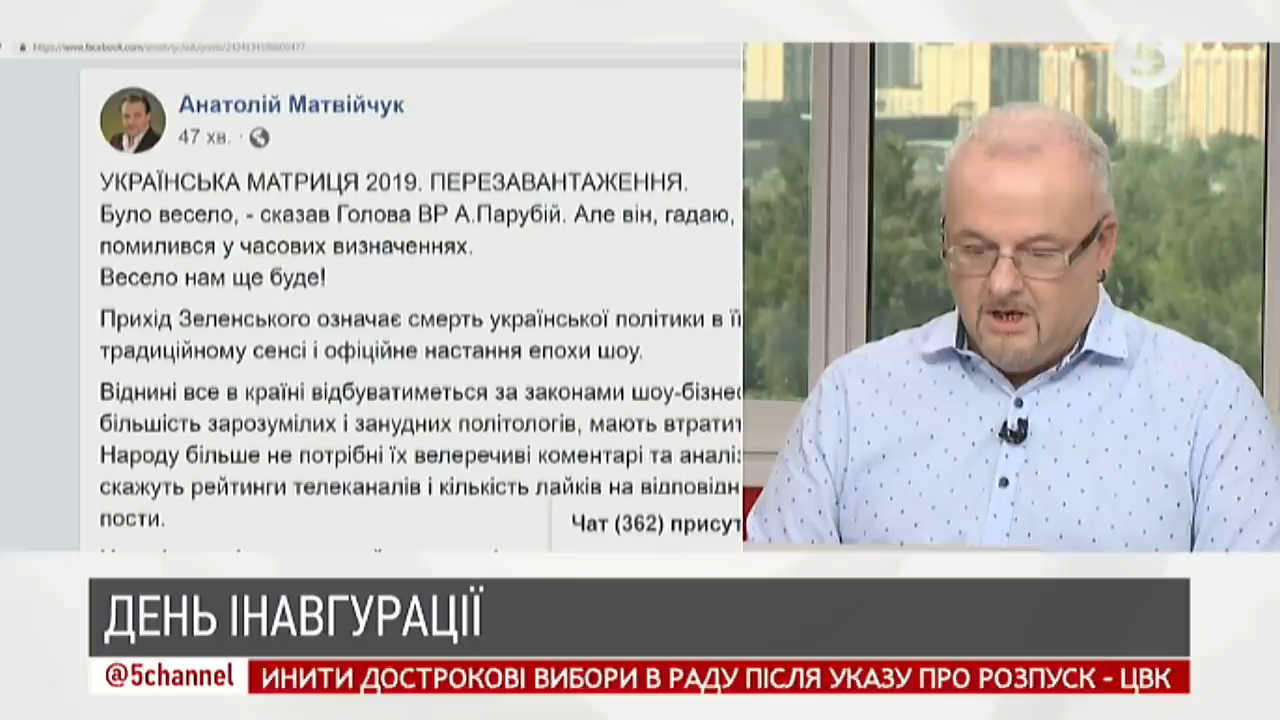 Анатолій Матвійчук
47 хв.
УКРАЇНСЬКА МАТРИЦЯ 2019. ПЕРЕЗАВАНТАЖЕННЯ.
Було весело, - сказав Голова ВР А.Парубій. Але він, гадаю,
помилився у часових визначеннях.
Весело нам ще буде!
Прихід Зеленського означає смерть української політики в її
традиційному сенсі і офіційне настання епохи шоу.
Віднині все в країні відбуватиметься за законами шоу-бізнес
більшість зарозумілих і занудних політологів, мають втратит
Народу більше не потрібні їх велеречиві коментарі та аналіз
скажуть рейтинги телеканалів і кількість лайків на відповідн
пости.
Чат (362) присут
5
ДЕНЬ ІНАВГУРАЦІЇ
@5channel
ИНИТИ ДОСТРОКОВІ ВИБОРИ В РАДУ ПІСЛЯ УКАЗУ ПРО РОЗПУСК - ЦВК